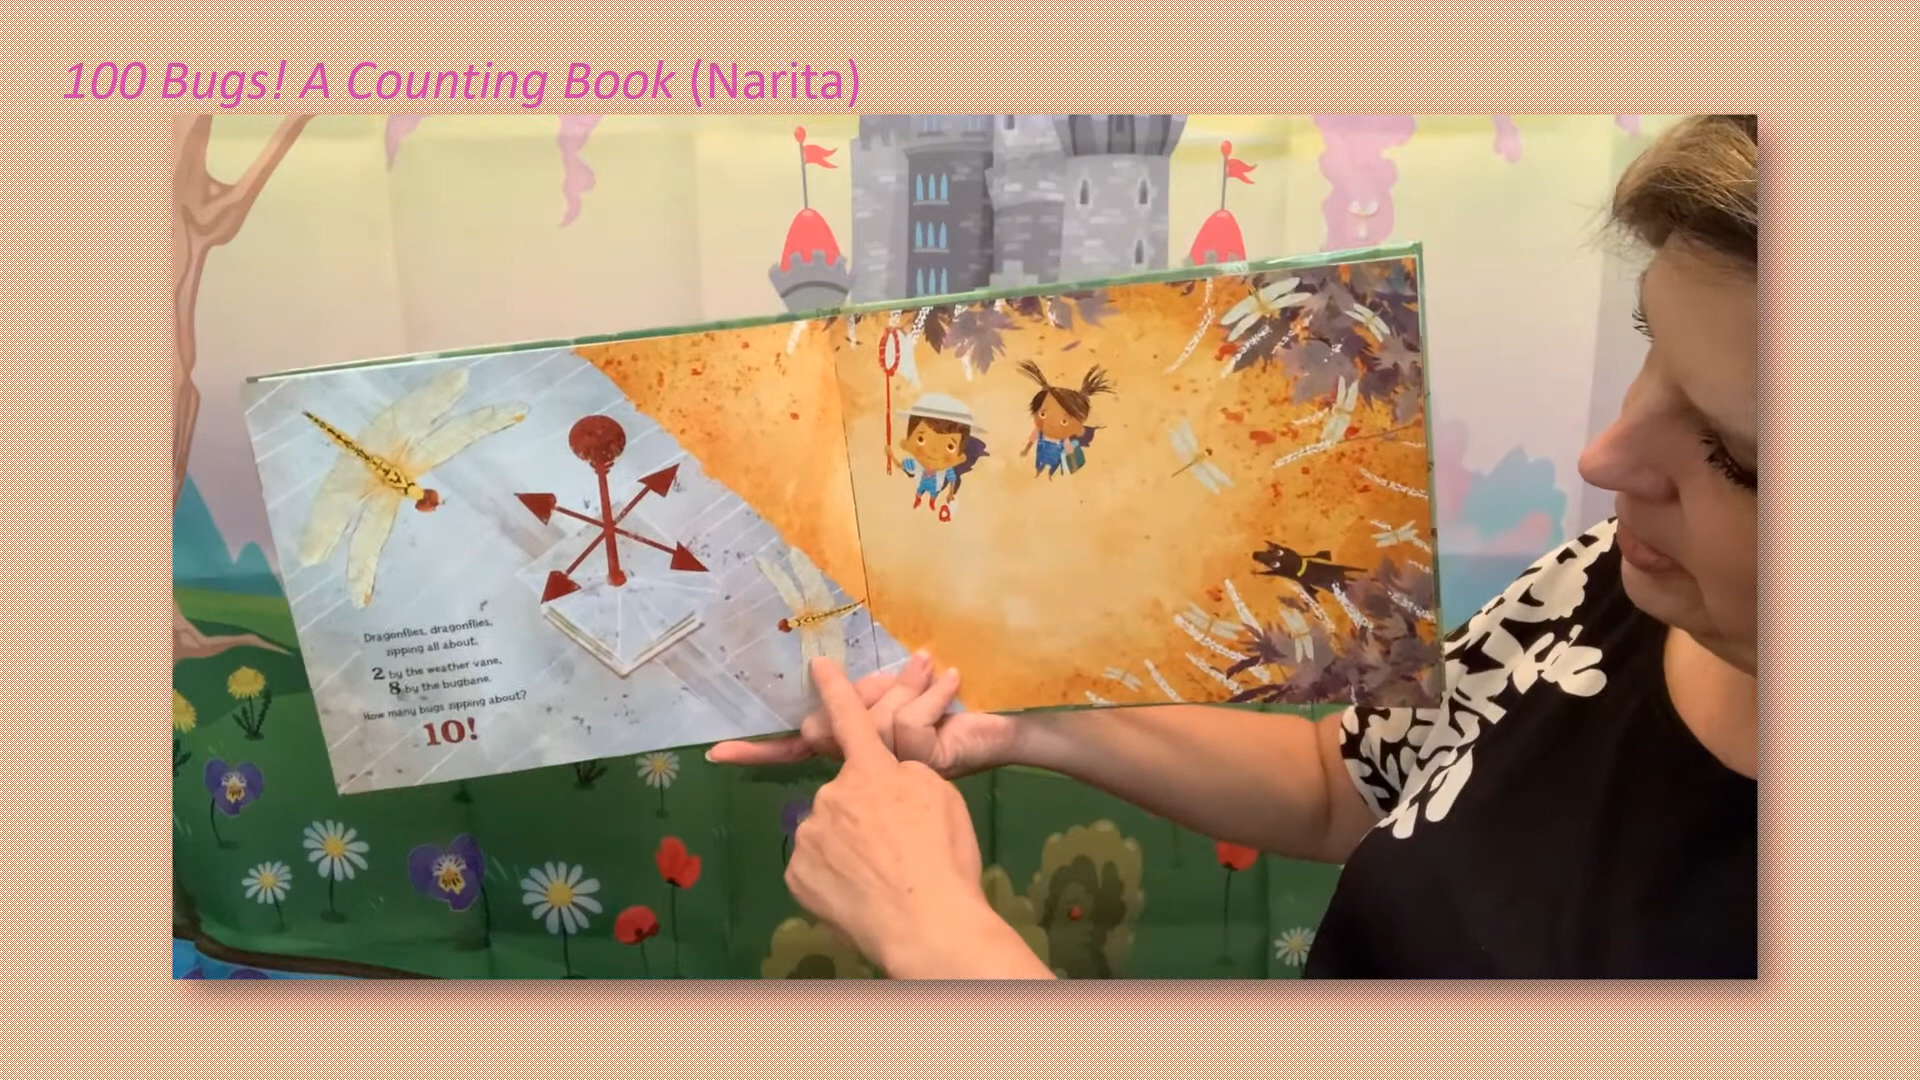 100 Bugs! A Counting Book (Narita)
Dragonflies, dragonflies,
zipping all about.
2 by the weather vane,
8 by the bugbane.
How many bugs zipping about?
10!